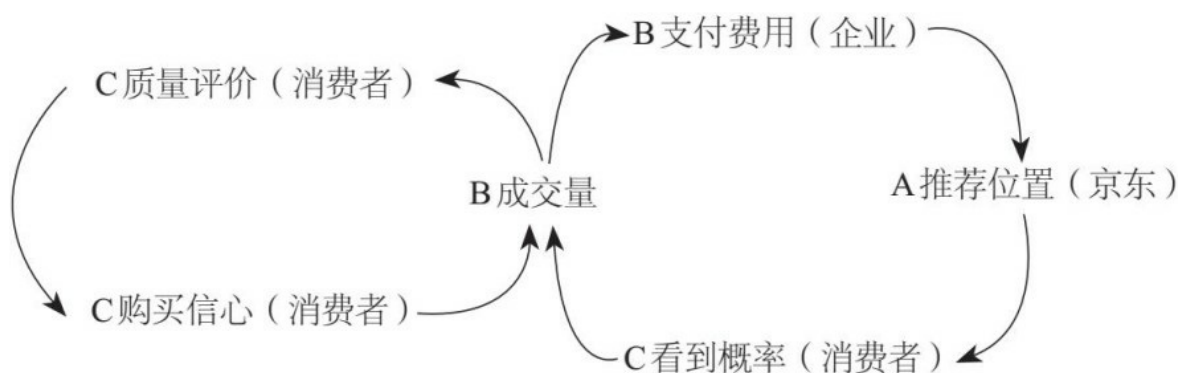 B支付费用（企业）
C质量评价（消费者）
B成交量
A推荐位置（京东）
C购买信心（消费者）
C看到概率（消费者）